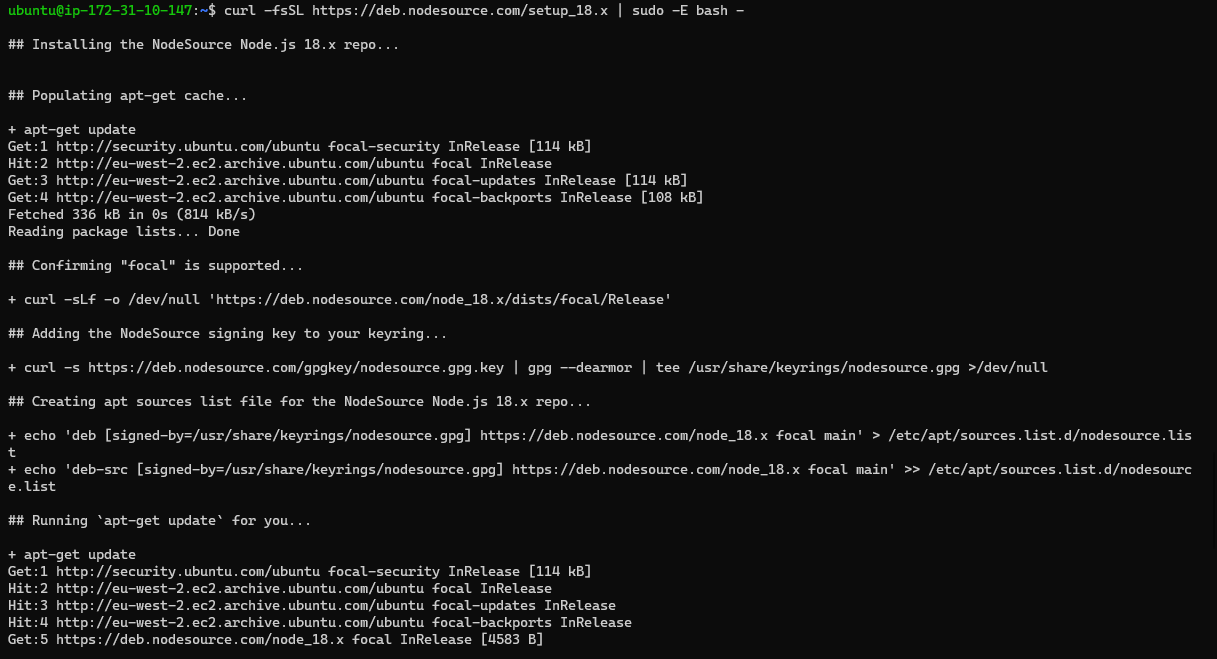 ubuntu@ip-172-31-10-147:~$ curl -fsSL https://deb.nodesource.com/setup_18.x | sudo -E bash -
## Installing the NodeSource Node.js 18.x repo...
## Populating apt-get cache...
+ apt-get update
Get:1 http://security.ubuntu.com/ubuntu focal-security InRelease [114 kB]
Hit:2 http://eu-west-2.ec2.archive.ubuntu.com/ubuntu focal InRelease
Get:3 http://eu-west-2.ec2.archive.ubuntu.com/ubuntu focal-updates InRelease [114 kB]
Get:4 http://eu-west-2.ec2.archive.ubuntu.com/ubuntu focal-backports InRelease [108 kB]
Fetched 336 kB in 0s (814 kB/s)
Reading package lists... Done
## Confirming "focal" is supported...
+ curl -sLf -o /dev/null 'https://deb.nodesource.com/node_18.x/dists/focal/Release'
## Adding the NodeSource signing key to your keyring...
+ curl -s https://deb.nodesource.com/gpgkey/nodesource.gpg.key | gpg --dearmor | tee /usr/share/keyrings/nodesource.gpg >/dev/null
## Creating apt sources list file for the NodeSource Node.js 18.x repo...
+ echo 'deb [signed-by=/usr/share/keyrings/nodesource.gpg] https://deb.nodesource.com/node_18.x focal main' > /etc/apt/sources.list.d/nodesource.lis
t
+ echo 'deb-src [signed-by=/usr/share/keyrings/nodesource.gpg] https://deb.nodesource.com/node_18.x focal main' >> /etc/apt/sources.list.d/nodesourc
e.list
## Running `apt-get update` for you...
+ apt-get update
Get:1 http://security.ubuntu.com/ubuntu focal-security InRelease [114 kB]
Hit:2 http://eu-west-2.ec2.archive.ubuntu.com/ubuntu focal InRelease
Hit:3 http://eu-west-2.ec2.archive.ubuntu.com/ubuntu focal-updates InRelease
Hit:4 http://eu-west-2.ec2.archive.ubuntu.com/ubuntu focal-backports InRelease
Get:5 https://deb.nodesource.com/node_18.x focal InRelease [4583 B]